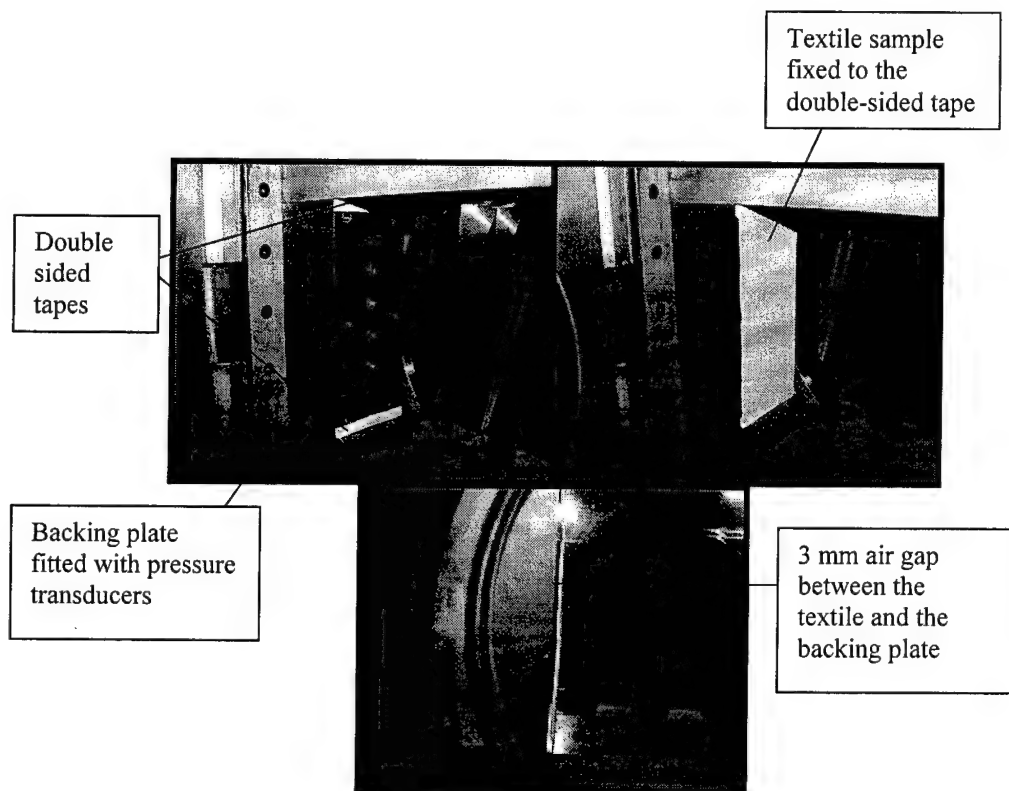 Textile sample
fixed to the
double-sided tape
Double
sided
tapes
Backing plate
fitted with pressure
transducers
3 mm air gap
between the
textile and the
backing plate